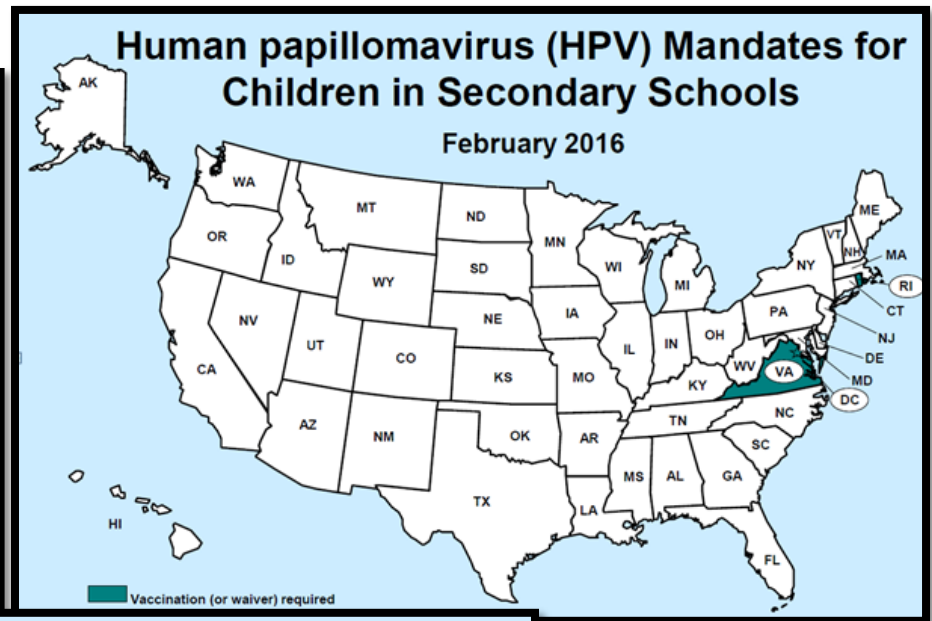 Human papillomavirus (HPV) Mandates for
Children in Secondary Schools
February 2016
AK
WA
MT
ND
MN
ME
VT
NH
OR
ID
WY
SD
WI
MI
NY
MA
RI
CT
NV
UT
CO
NE
IA
IL
IN
OH
PA
NJ
DE
MD
DC
CA
KS
MO
KY
WV
VA
AZ
NM
OK
AR
TN
NC
SC
TX
LA
MS
AL
GA
FL
HI
Vaccination (or waiver) required